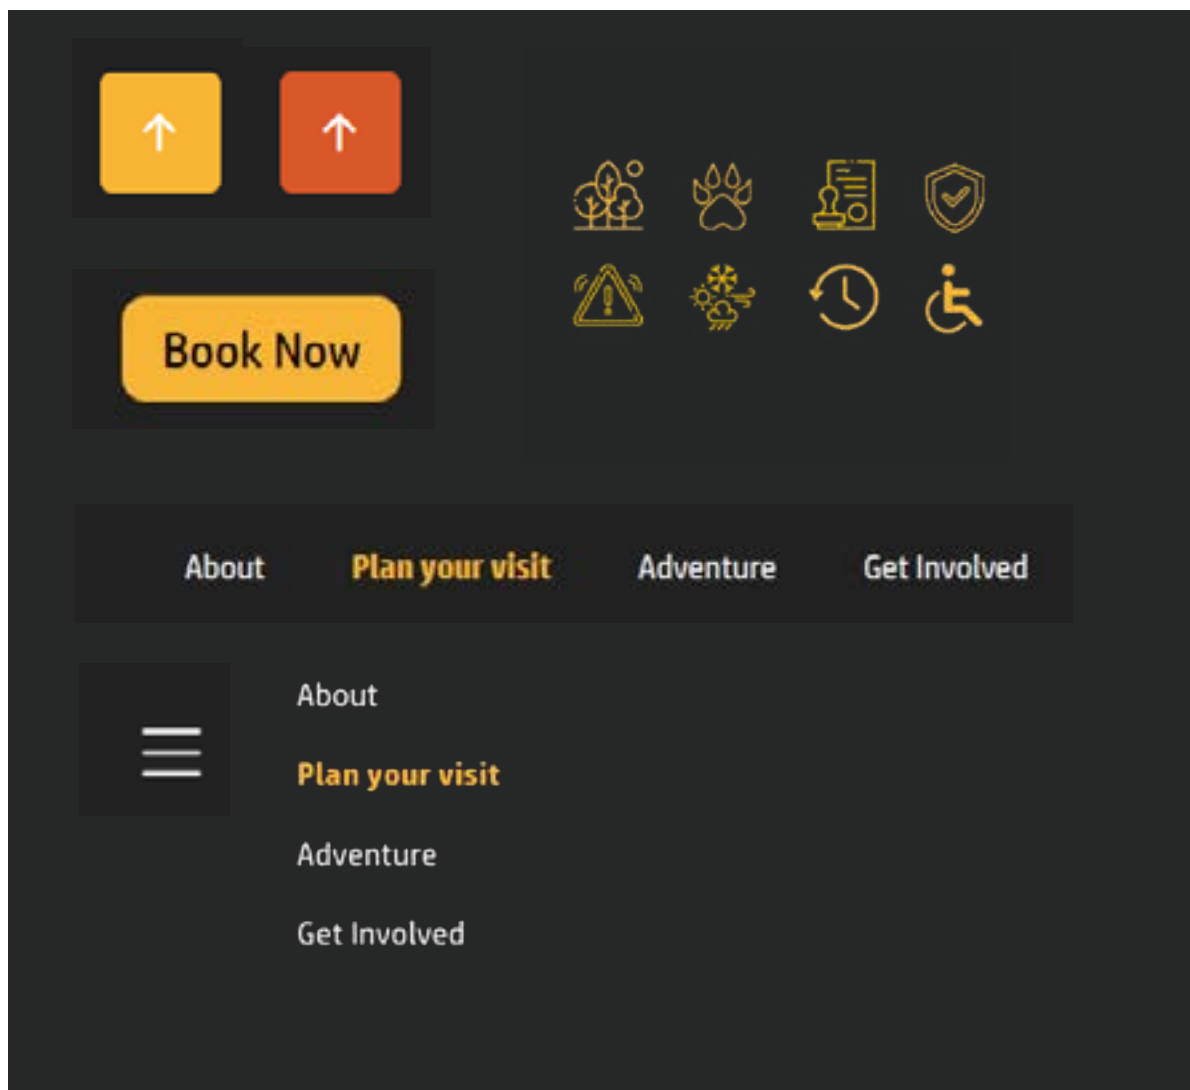 Book Now
About Plan your visit Adventure Get Involved
About
Plan your visit
Adventure
Get Involved